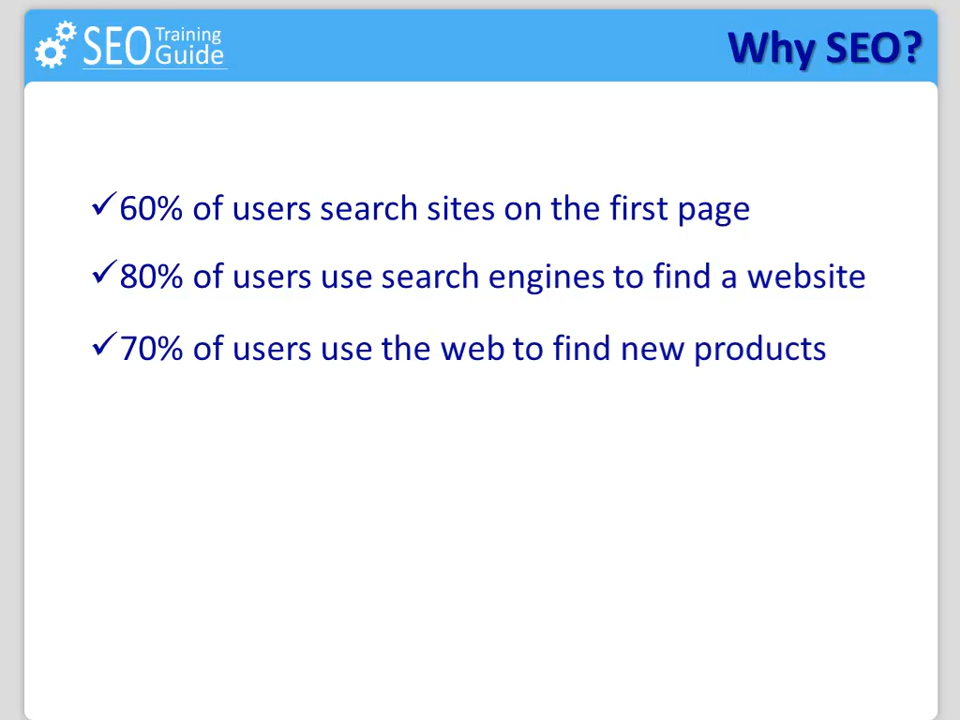 SEO Training Guide
Why SEO?
✓60% of users search sites on the first page
✓80% of users use search engines to find a website
✓70% of users use the web to find new products